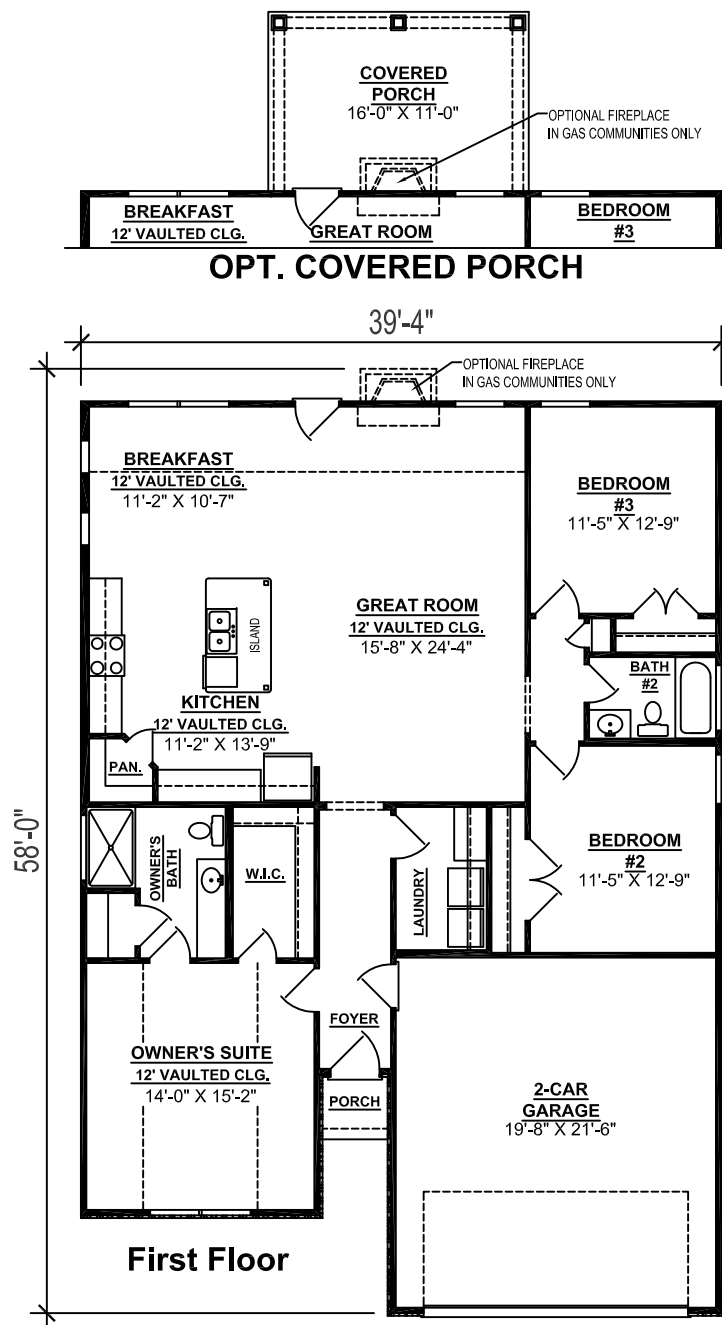 COVERED
PORCH
16'-0" X 11'-0"
OPTIONAL FIREPLACE
IN GAS COMMUNITIES ONLY
BREAKFAST
12' VAULTED CLG.
GREAT ROOM
BEDROOM
#3
OPT. COVERED PORCH
39'-4"
OPTIONAL FIREPLACE
IN GAS COMMUNITIES ONLY
BREAKFAST
12' VAULTED CLG.
11'-2" X 10'-7"
BEDROOM
#3
11'-5" X 12'-9"
GREAT ROOM
12' VAULTED CLG.
15'-8" X 24'-4"
ISLAND
KITCHEN
12' VAULTED CLG.
11'-2" X 13'-9"
PAN.
BATH
#2
58'-0"
OWNER'S
BATH
W.I.C.
LAUNDRY
BEDROOM
#2
11'-5" X 12'-9"
FOYER
OWNER'S SUITE
12' VAULTED CLG.
14'-0" X 15'-2"
PORCH
2-CAR
GARAGE
19'-8" X 21'-6"
First Floor